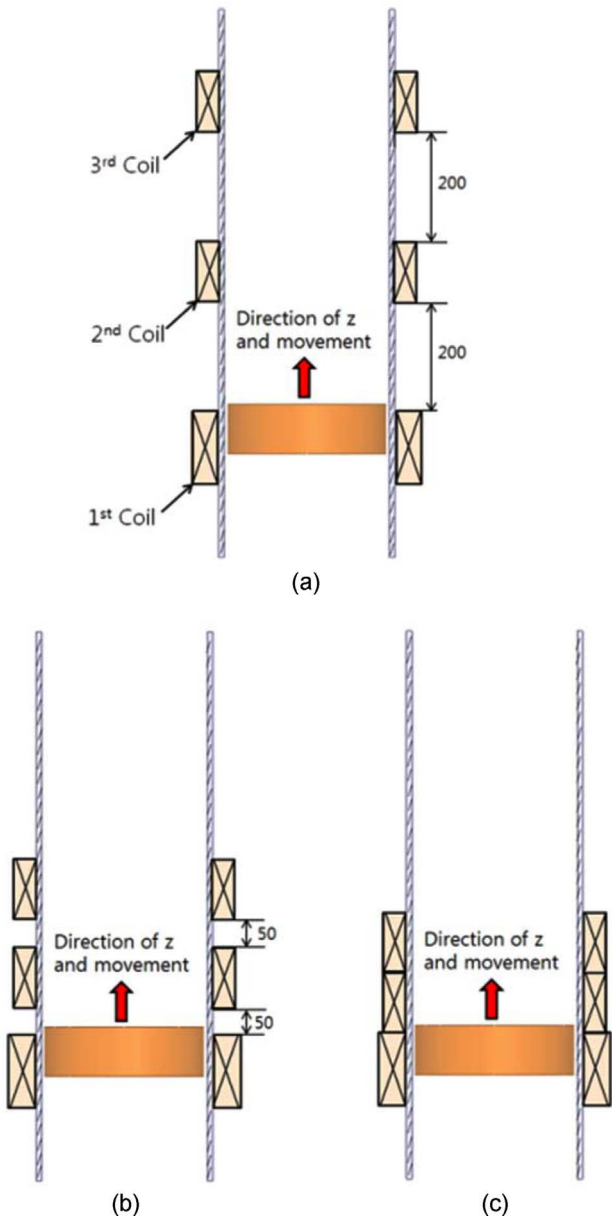 3rd Coil
200
2nd Coil
Direction of z
and movement
200
1st Coil
(a)
Direction of z
and movement
50
50
Direction of z
and movement
(b)
(c)